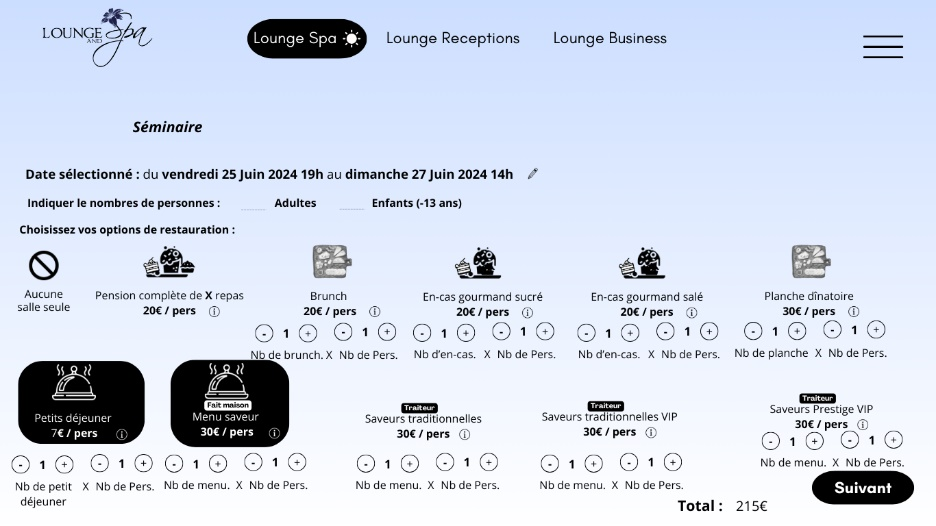 LOUNGE AND Spa
Lounge Spa
Lounge Receptions
Lounge Business
Séminaire
Date sélectionné : du vendredi 25 Juin 2024 19h au dimanche 27 Juin 2024 14h
Indiquer le nombres de personnes : ____ Adultes ____ Enfants (-13 ans)
Choisissez vos options de restauration :
Aucune
salle seule
Pension complète de X repas
20€ / pers
Brunch
20€ / pers
- 1 + - 1 +
Nb de brunch. X Nb de Pers.
En-cas gourmand sucré
20€ / pers
- 1 + - 1 +
Nb d’en-cas. X Nb de Pers.
En-cas gourmand salé
20€ / pers
- 1 + - 1 +
Nb d’en-cas. X Nb de Pers.
Planche dînatoire
30€ / pers
- 1 + - 1 +
Nb de planche X Nb de Pers.
Petits déjeuner
7€ / pers
- 1 + - 1 +
Nb de petit X Nb de Pers.
déjeuner
Fait maison
Menu saveur
30€ / pers
- 1 + - 1 +
Nb de menu. X Nb de Pers.
Traiteur
Saveurs traditionnelles
30€ / pers
- 1 + - 1 +
Nb de menu. X Nb de Pers.
Traiteur
Saveurs traditionnelles VIP
30€ / pers
- 1 + - 1 +
Nb de menu. X Nb de Pers.
Traiteur
Saveurs Prestige VIP
30€ / pers
- 1 + - 1 +
Nb de menu. X Nb de Pers.
Suivant
Total : 215€